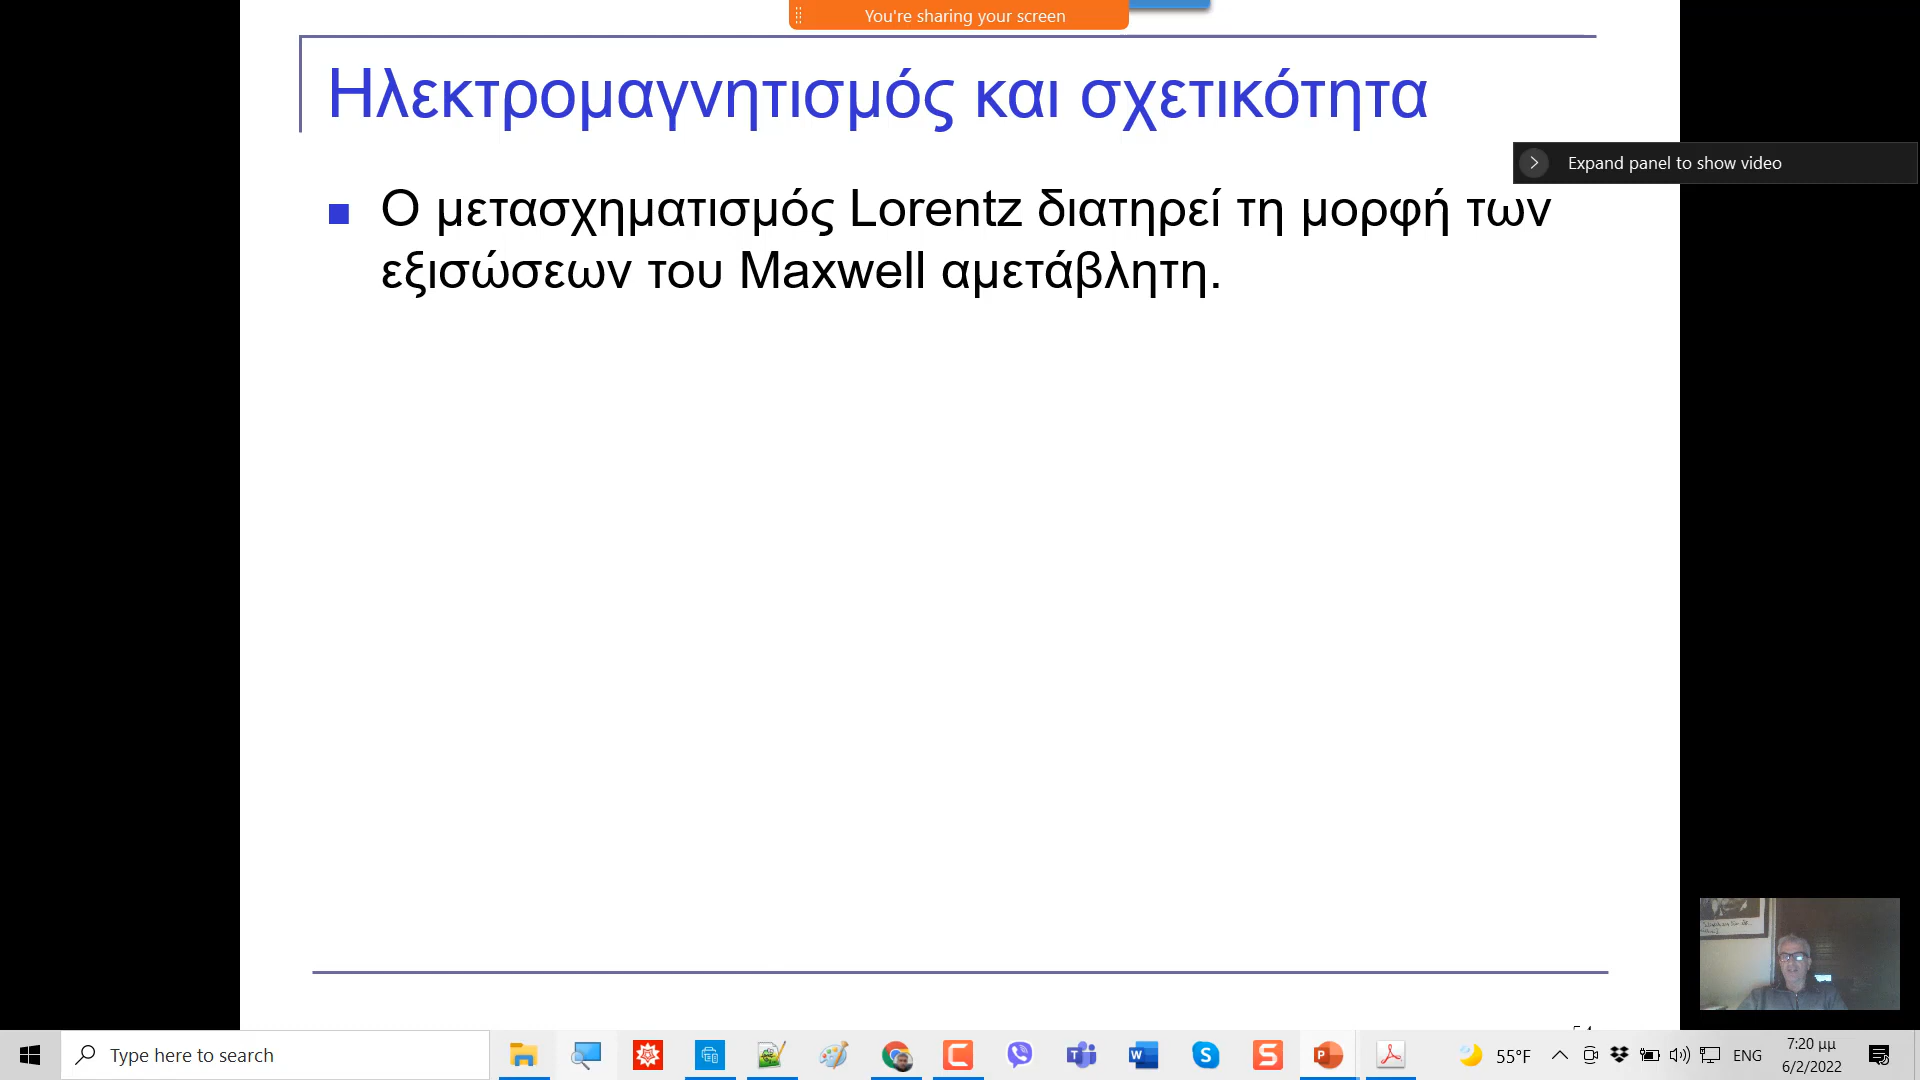 You're sharing your screen
Ηλεκτρομαγνητισμός και σχετικότητα
Expand panel to show video
Ο μετασχηματισμός Lorentz διατηρεί τη μορφή των
εξισώσεων του Maxwell αμετάβλητη.
Type here to search
55°F
ENG
7:20 μμ
6/2/2022